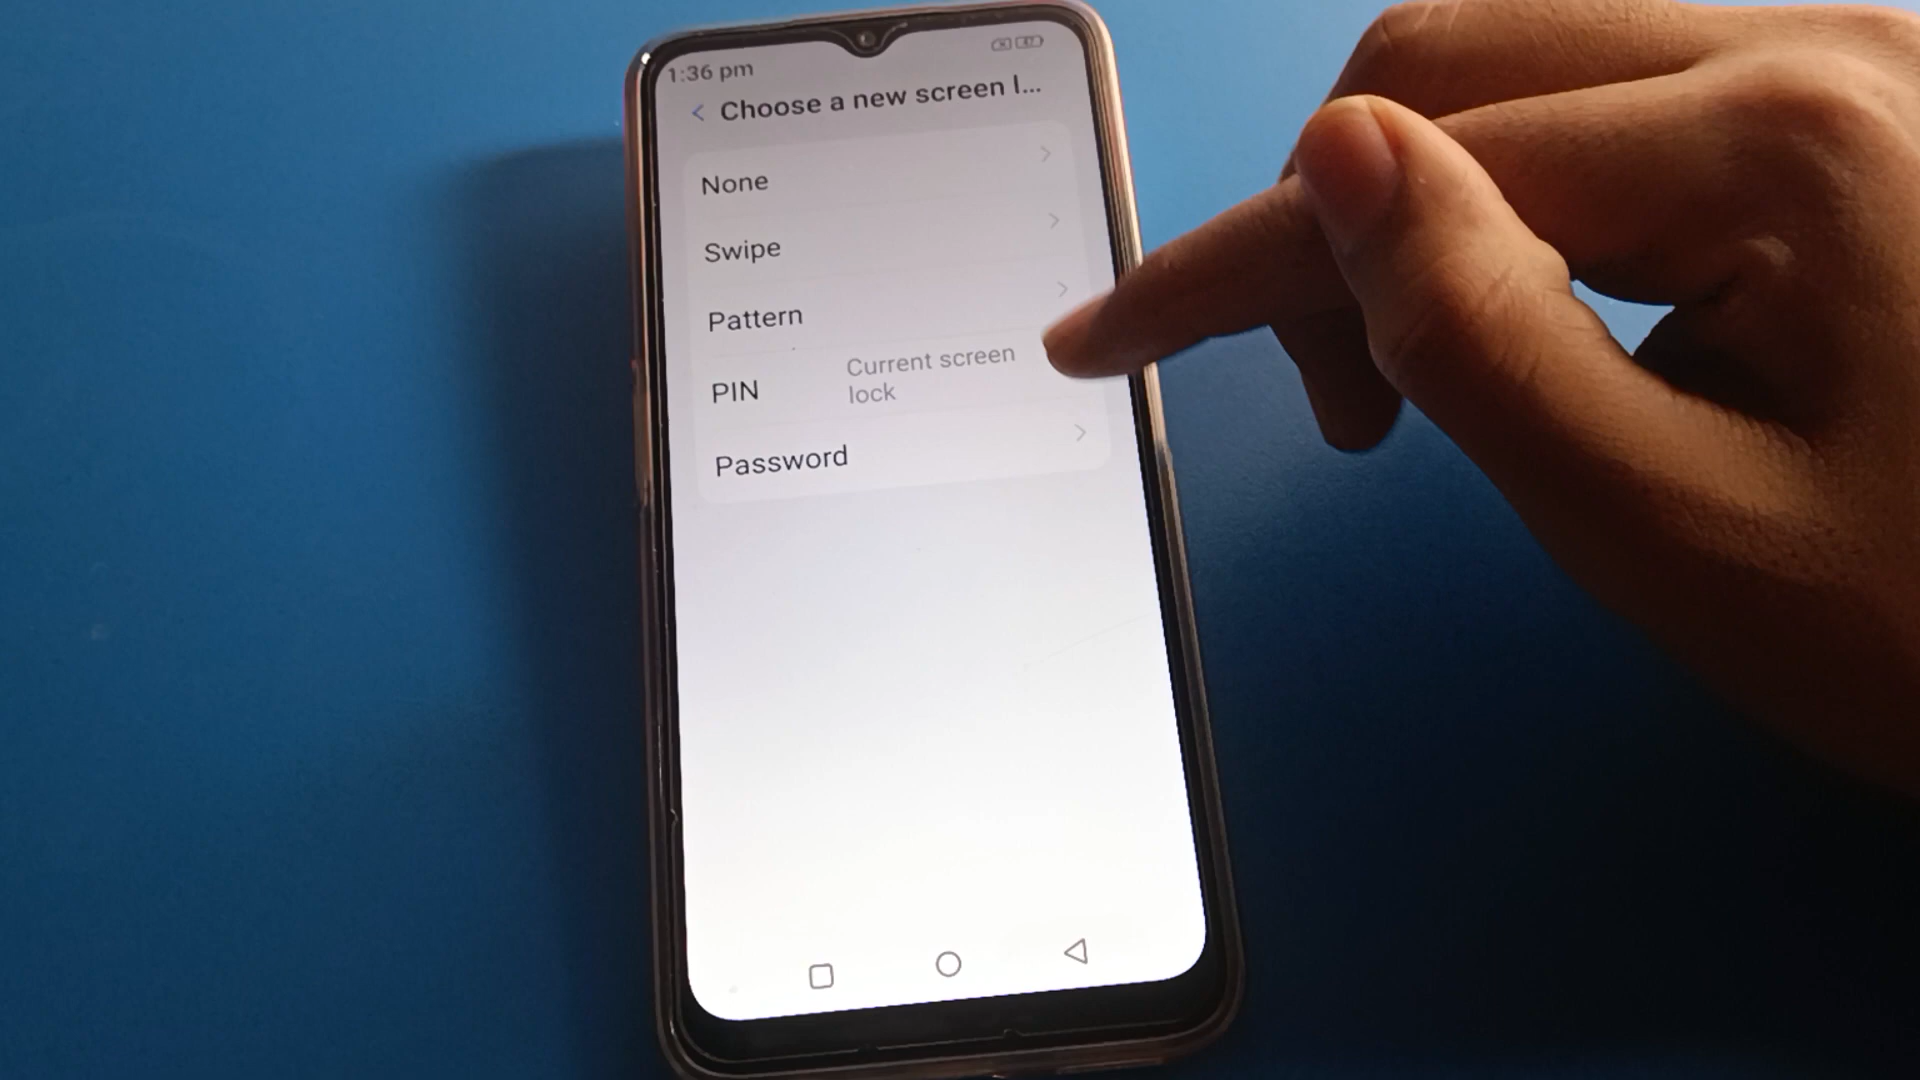 1:36 pm
Choose a new screen l...
None
Swipe
Pattern
PIN
Current screen
lock
Password